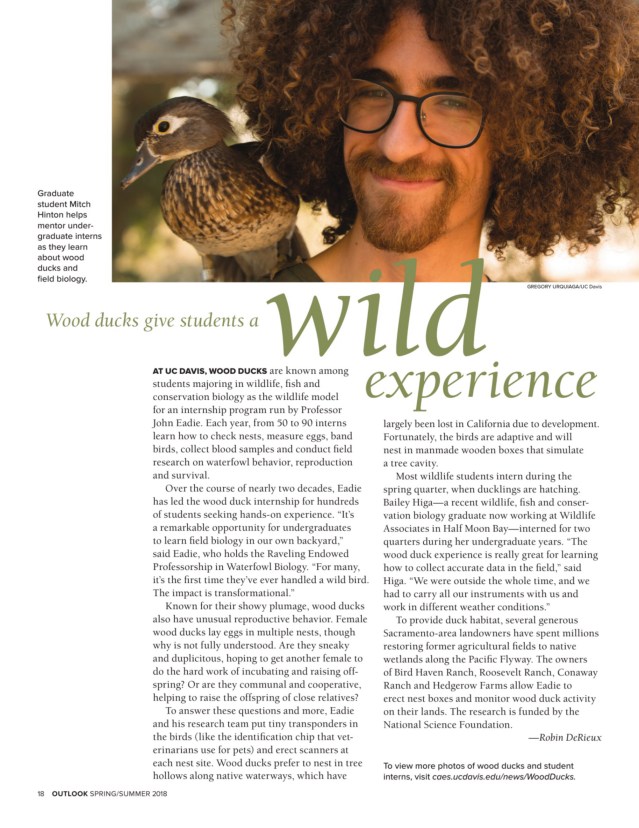 Graduate
student Mitch
Hinton helps
mentor under-
graduate interns
as they learn
about wood
ducks and
field biology.
GREGORY URQUIAGA/UC Davis
Wood ducks give students a wild
experience
AT UC DAVIS, WOOD DUCKS are known among
students majoring in wildlife, fish and
conservation biology as the wildlife model
for an internship program run by Professor
John Eadie. Each year, from 50 to 90 interns
learn how to check nests, measure eggs, band
birds, collect blood samples and conduct field
research on waterfowl behavior, reproduction
and survival.
Over the course of nearly two decades, Eadie
has led the wood duck internship for hundreds
of students seeking hands-on experience. “It’s
a remarkable opportunity for undergraduates
to learn field biology in our own backyard,”
said Eadie, who holds the Raveling Endowed
Professorship in Waterfowl Biology. “For many,
it’s the first time they’ve ever handled a wild bird.
The impact is transformational.”
Known for their showy plumage, wood ducks
also have unusual reproductive behavior. Female
wood ducks lay eggs in multiple nests, though
why is not fully understood. Are they sneaky
and duplicitous, hoping to get another female to
do the hard work of incubating and raising off-
spring? Or are they communal and cooperative,
helping to raise the offspring of close relatives?
To answer these questions and more, Eadie
and his research team put tiny transponders in
the birds (like the identification chip that vet-
erinarians use for pets) and erect scanners at
each nest site. Wood ducks prefer to nest in tree
hollows along native waterways, which have
largely been lost in California due to development.
Fortunately, the birds are adaptive and will
nest in manmade wooden boxes that simulate
a tree cavity.
Most wildlife students intern during the
spring quarter, when ducklings are hatching.
Bailey Higa—a recent wildlife, fish and conser-
vation biology graduate now working at Wildlife
Associates in Half Moon Bay—interned for two
quarters during her undergraduate years. “The
wood duck experience is really great for learning
how to collect accurate data in the field,” said
Higa. “We were outside the whole time, and we
had to carry all our instruments with us and
work in different weather conditions.”
To provide duck habitat, several generous
Sacramento-area landowners have spent millions
restoring former agricultural fields to native
wetlands along the Pacific Flyway. The owners
of Bird Haven Ranch, Roosevelt Ranch, Conaway
Ranch and Hedgerow Farms allow Eadie to
erect nest boxes and monitor wood duck activity
on their lands. The research is funded by the
National Science Foundation.
—Robin DeRieux
To view more photos of wood ducks and student
interns, visit caes.ucdavis.edu/news/WoodDucks.
18 OUTLOOK SPRING/SUMMER 2018